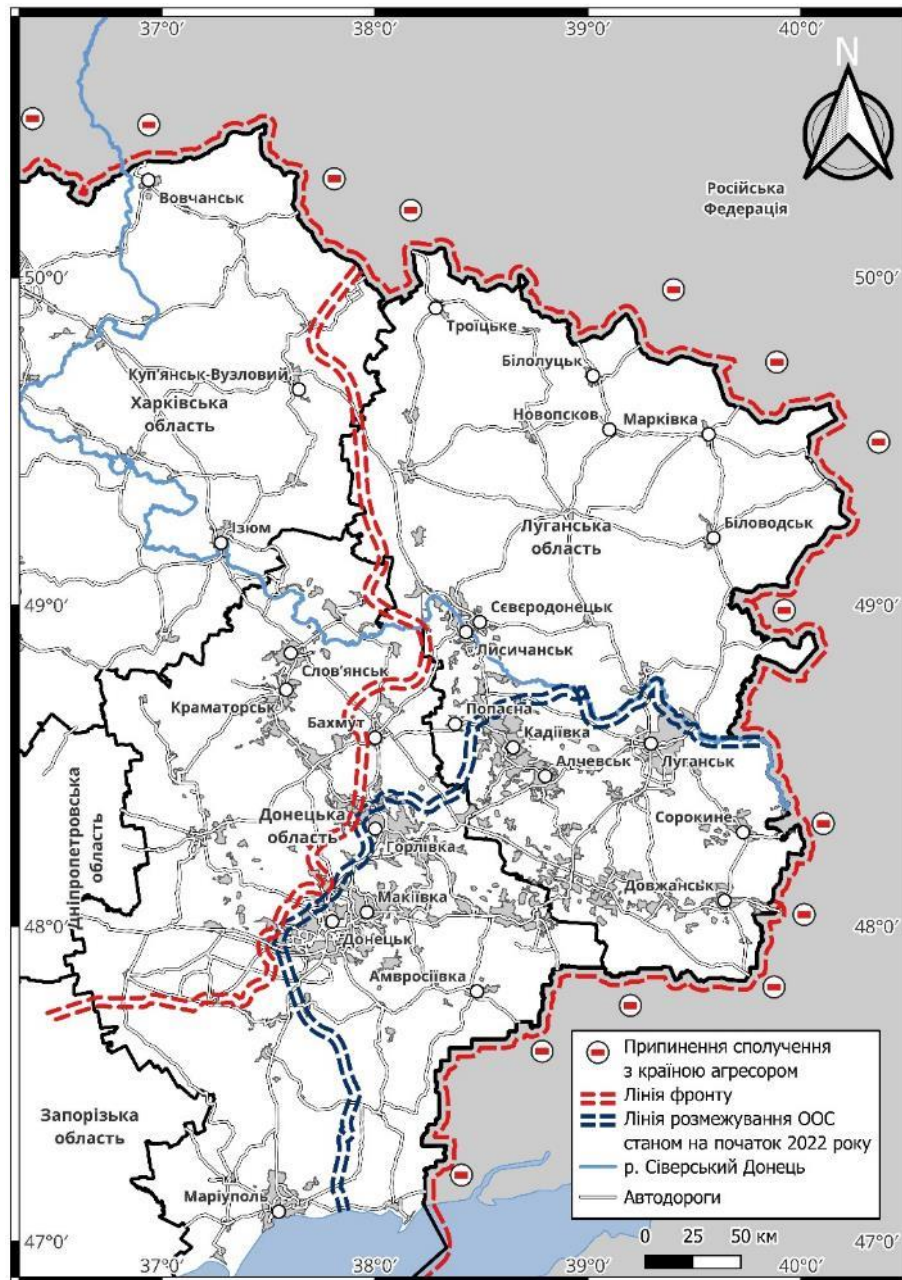 37°0′ 38°0′ 39°0′ 40°0′
N
Російська
Федерація
Вовчанськ
50°0′ 50°0′
Троїцьке
Білолуцьк
Куп'янськ-Вузловий
Харківська
область
Новопсков
Марківка
Луганська
область
Біловодськ
Ізюм
49°0′ 49°0′
Сєвєродонецьк
Лисичанськ
Слов'янськ
Краматорськ
Бахмут
Попасна
Кадіївка
Алчевськ
Луганськ
Дніпропетровська
область
Донецька
область
Горлівка
Сорокине
Довжанськ
Макіївка
48°0′ 48°0′
Донецьк
Амвросіївка
Запорізька
область
Маріуполь
Припинення сполучення
з країною агресором
Лінія фронту
Лінія розмежування ООС
станом на початок 2022 року
р. Сіверський Донець
Автодороги
0 25 50 км
47°0′ 47°0′
37°0′ 38°0′ 39°0′ 40°0′